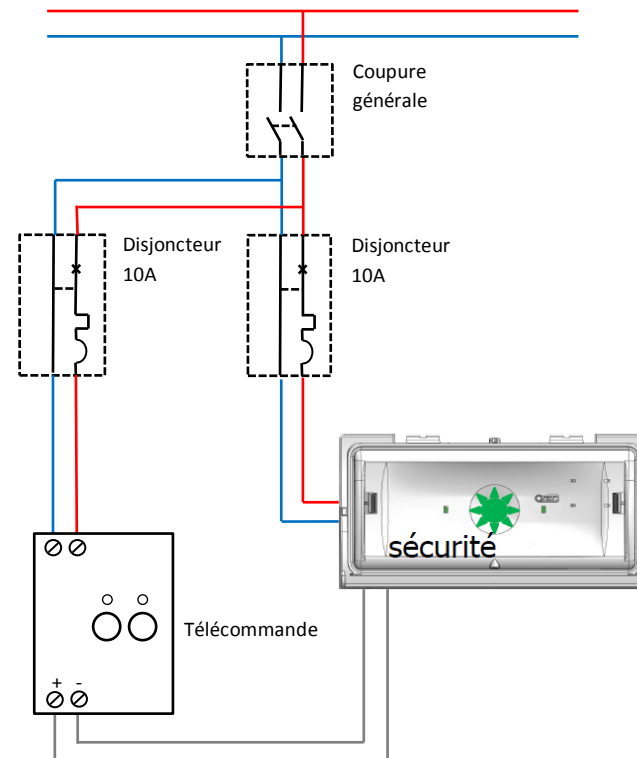 Coupure
générale
Disjoncteur
10A
Disjoncteur
10A
sécurité
Télécommande
+ -